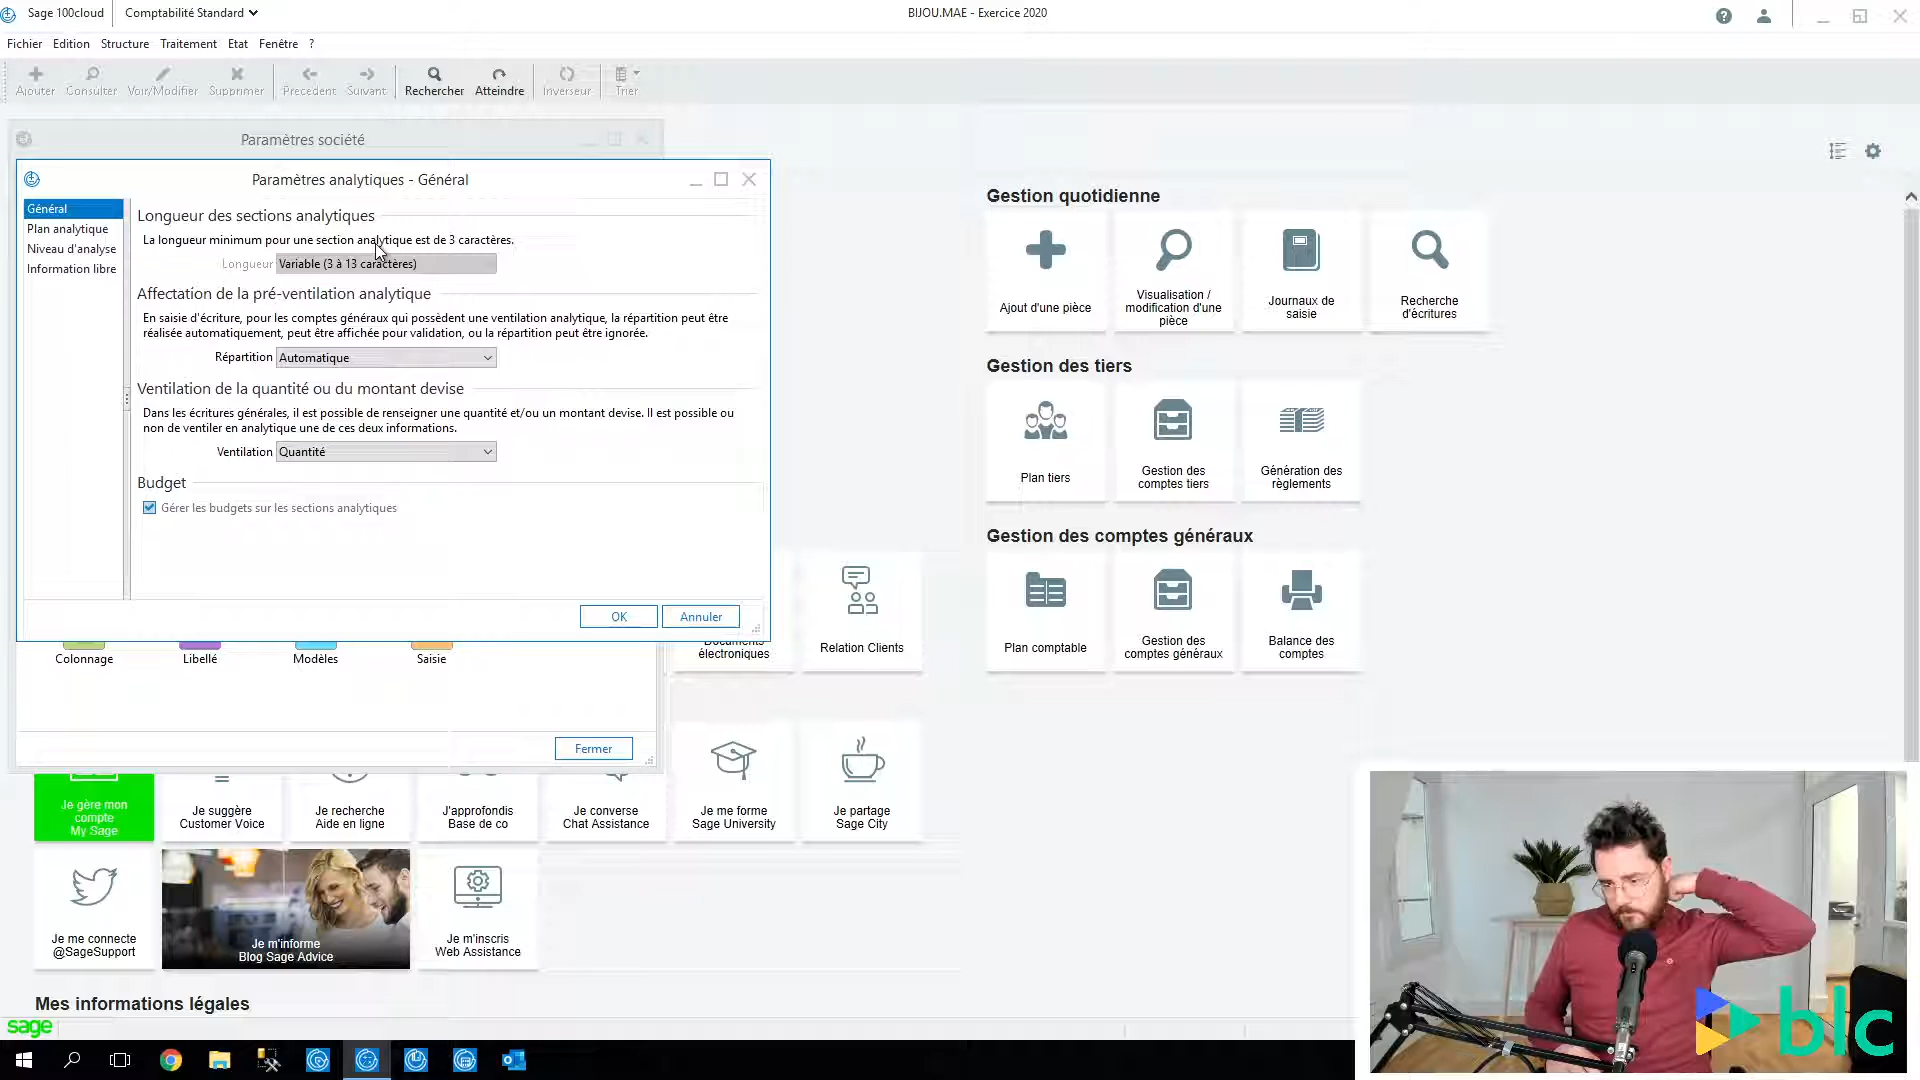 Sage 100cloud
Comptabilité Standard
BIJOU.MAE - Exercice 2020
Fichier Edition Structure Traitement Etat Fenêtre ?
Ajouter Consulter Voir/Modifier Supprimer Précédent Suivant Rechercher Atteindre Inverseur Trier
Paramètres société
Paramètres analytiques - Général
Général
Plan analytique
Niveau d'analyse
Information libre
Longueur des sections analytiques
La longueur minimum pour une section analytique est de 3 caractères.
Longueur Variable (3 à 13 caractères)
Affectation de la pré-ventilation analytique
En saisie d'écriture, pour les comptes généraux qui possèdent une ventilation analytique, la répartition peut être
réalisée automatiquement, peut être affichée pour validation, ou la répartition peut être ignorée.
Répartition Automatique
Ventilation de la quantité ou du montant devise
Dans les écritures générales, il est possible de renseigner une quantité et/ou un montant devise. Il est possible ou
non de ventiler en analytique une de ces deux informations.
Ventilation Quantité
Budget
Gérer les budgets sur les sections analytiques
OK Annuler
Colonnage Libellé Modèles Saisie
Fermer
Documents
électroniques
Relation Clients
Gestion quotidienne
Ajout d'une pièce
Visualisation /
modification d'une
pièce
Journaux de
saisie
Recherche
d'écritures
Gestion des tiers
Plan tiers
Gestion des
comptes tiers
Génération des
règlements
Gestion des comptes généraux
Plan comptable
Gestion des
comptes généraux
Balance des
comptes
Je gère mon
compte
My Sage
Je suggère
Customer Voice
Je recherche
Aide en ligne
J'approfondis
Base de co
Je converse
Chat Assistance
Je me forme
Sage University
Je partage
Sage City
Je me connecte
@SageSupport
Je m'informe
Blog Sage Advice
Je m'inscris
Web Assistance
Mes informations légales
sage
blc